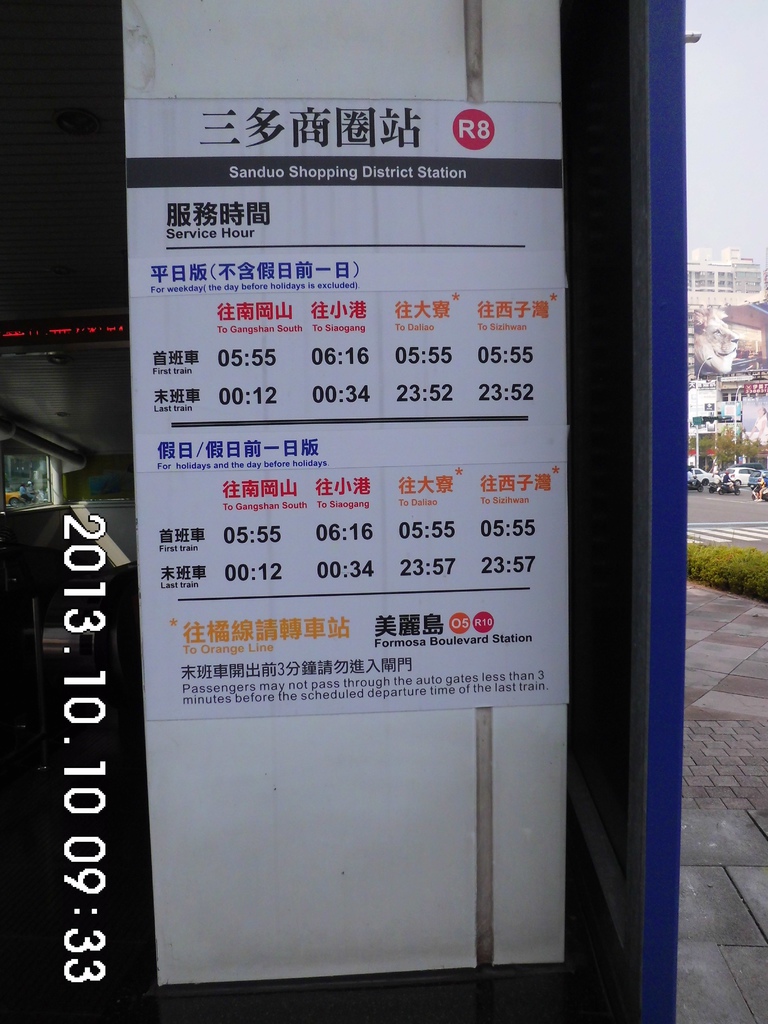 三多商圈站 R8
Sanduo Shopping District Station
服務時間
Service Hour
平日版(不含假日前一日)
For weekday( the day before holidays is excluded).
往南岡山 往小港 往大寮* 往西子灣*
To Gangshan South To Siaogang To Daliao To Sizihwan
首班車 05:55 06:16 05:55 05:55
First train
末班車 00:12 00:34 23:52 23:52
Last train
假日/假日前一日版
For holidays and the day before holidays.
往南岡山 往小港 往大寮* 往西子灣*
To Gangshan South To Siaogang To Daliao To Sizihwan
首班車 05:55 06:16 05:55 05:55
First train
末班車 00:12 00:34 23:57 23:57
Last train
*往橘線請轉車站 美麗島 O5 R10
To Orange Line Formosa Boulevard Station
末班車開出前3分鐘請勿進入閘門
Passengers may not pass through the auto gates less than 3
minutes before the scheduled departure time of the last train.
2013.10.10 09:33